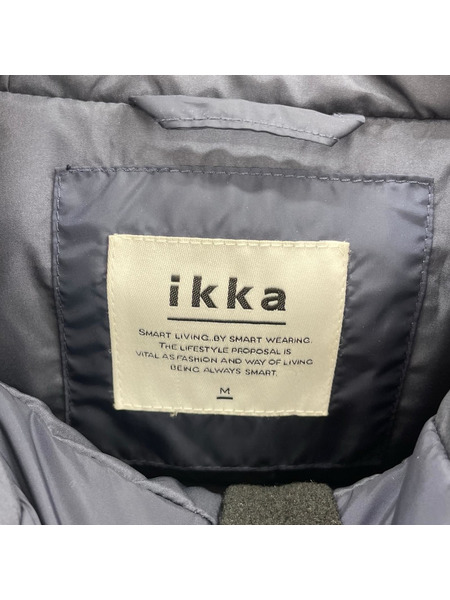 ikka
SMART LIVING..BY SMART WEARING.
THE LIFESTYLE PROPOSAL IS
VITAL AS FASHION AND WAY OF LIVING
BEING ALWAYS SMART.
M